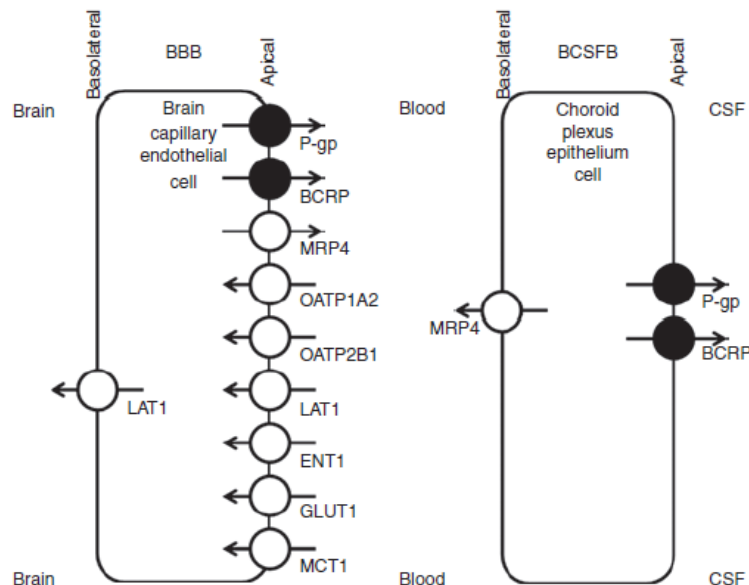 Basolateral
BBB
Apical
Brain
Brain
capillary
endothelial
cell
P-gp
BCRP
MRP4
OATP1A2
OATP2B1
LAT1
LAT1
ENT1
GLUT1
MCT1
Brain
Basolateral
BCSFB
Apical
Blood
Choroid
plexus
epithelium
cell
CSF
P-gp
MRP4
BCRP
Blood
CSF